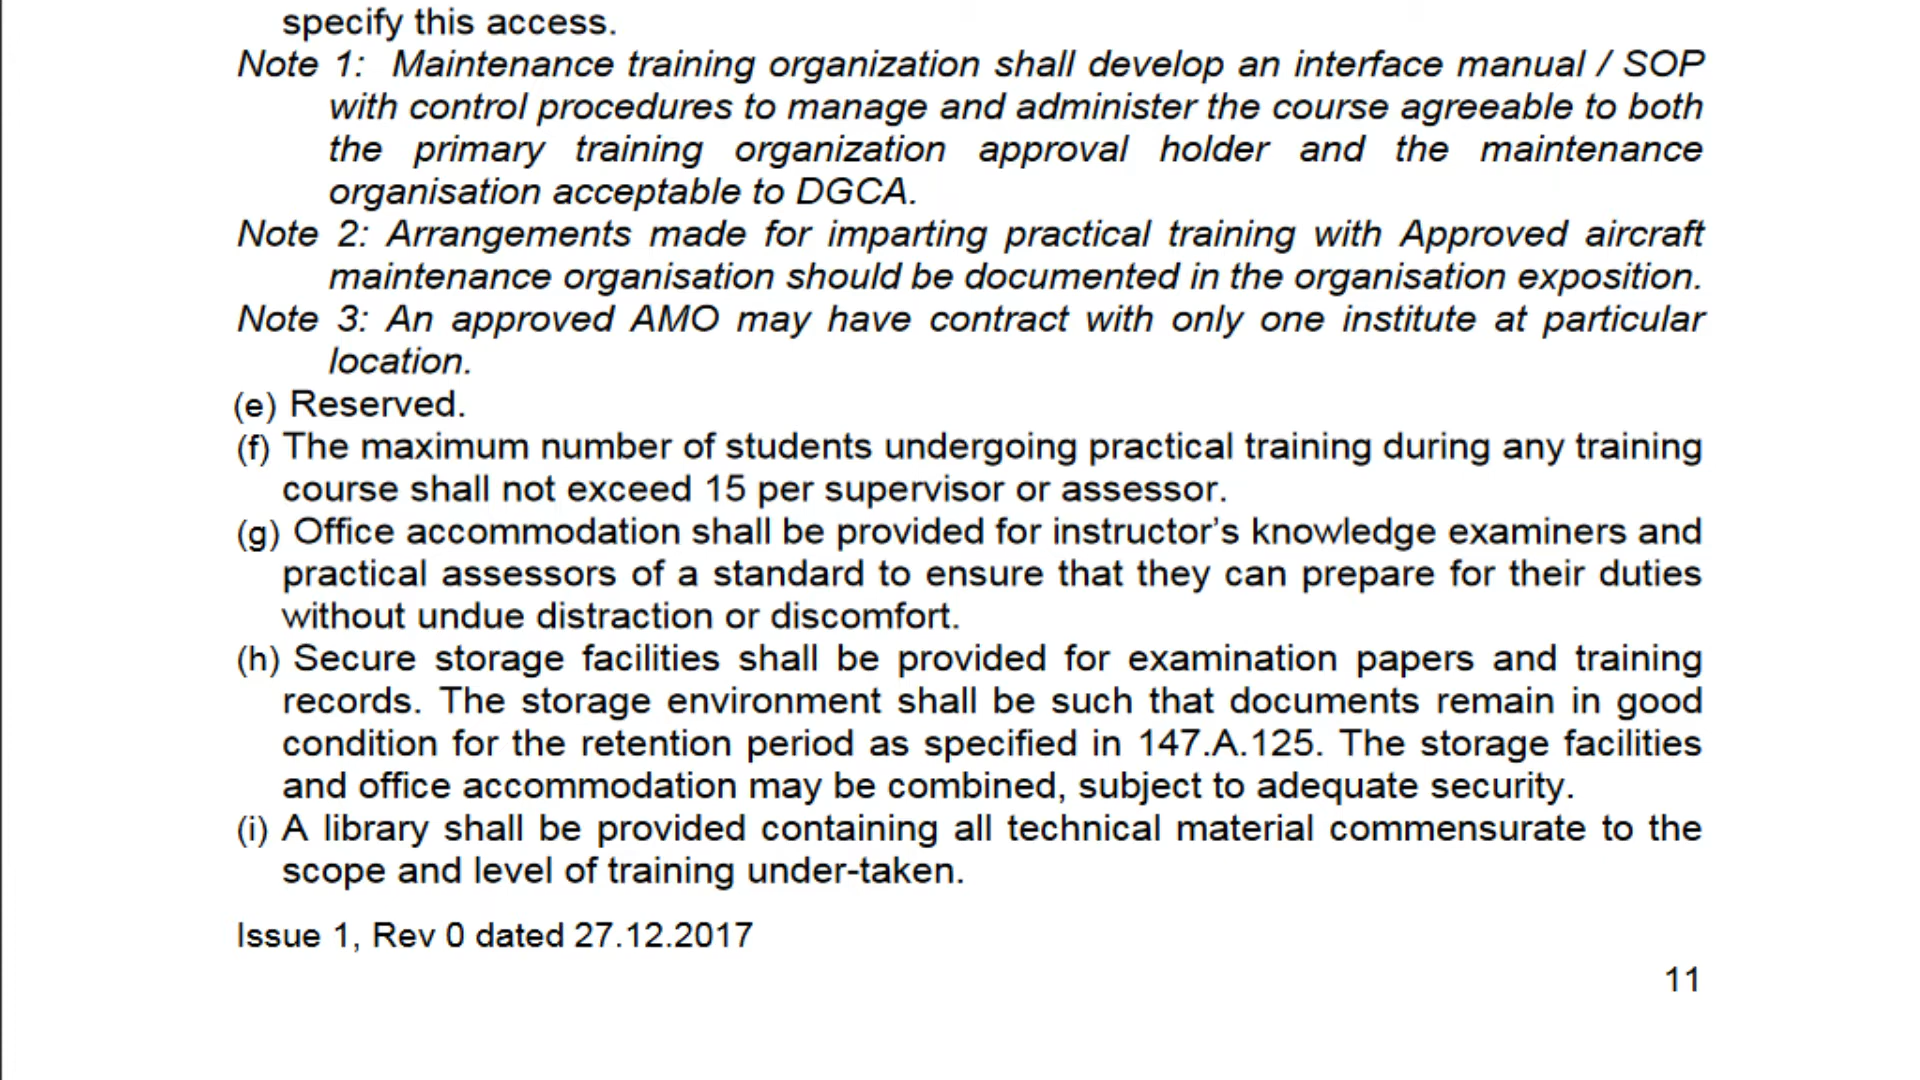 specify this access.
Note 1: Maintenance training organization shall develop an interface manual / SOP
with control procedures to manage and administer the course agreeable to both
the primary training organization approval holder and the maintenance
organisation acceptable to DGCA.
Note 2: Arrangements made for imparting practical training with Approved aircraft
maintenance organisation should be documented in the organisation exposition.
Note 3: An approved AMO may have contract with only one institute at particular
location.
(e) Reserved.
(f) The maximum number of students undergoing practical training during any training
course shall not exceed 15 per supervisor or assessor.
(g) Office accommodation shall be provided for instructor’s knowledge examiners and
practical assessors of a standard to ensure that they can prepare for their duties
without undue distraction or discomfort.
(h) Secure storage facilities shall be provided for examination papers and training
records. The storage environment shall be such that documents remain in good
condition for the retention period as specified in 147.A.125. The storage facilities
and office accommodation may be combined, subject to adequate security.
(i) A library shall be provided containing all technical material commensurate to the
scope and level of training under-taken.
Issue 1, Rev 0 dated 27.12.2017
11